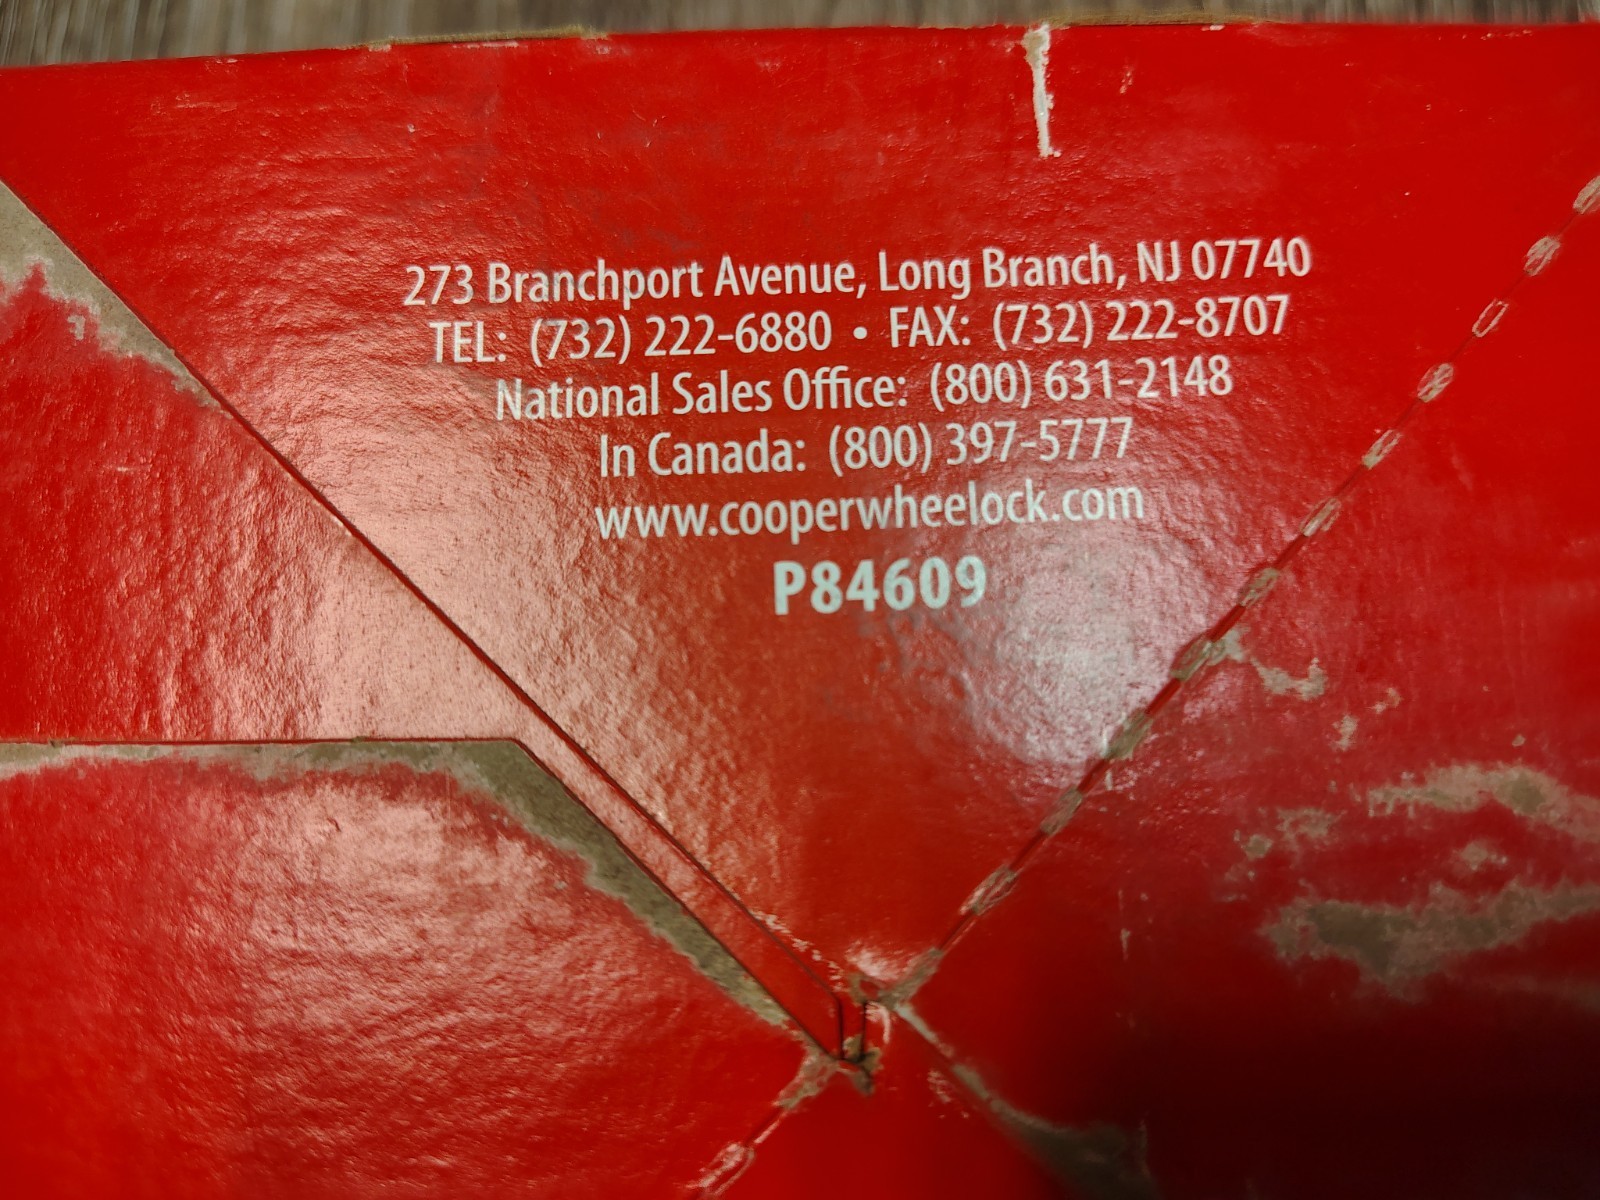 273 Branchport Avenue, Long Branch, NJ 07740
TEL: (732) 222-6880 • FAX: (732) 222-8707
National Sales Office: (800) 631-2148
In Canada: (800) 397-5777
www.cooperwheelock.com
P84609